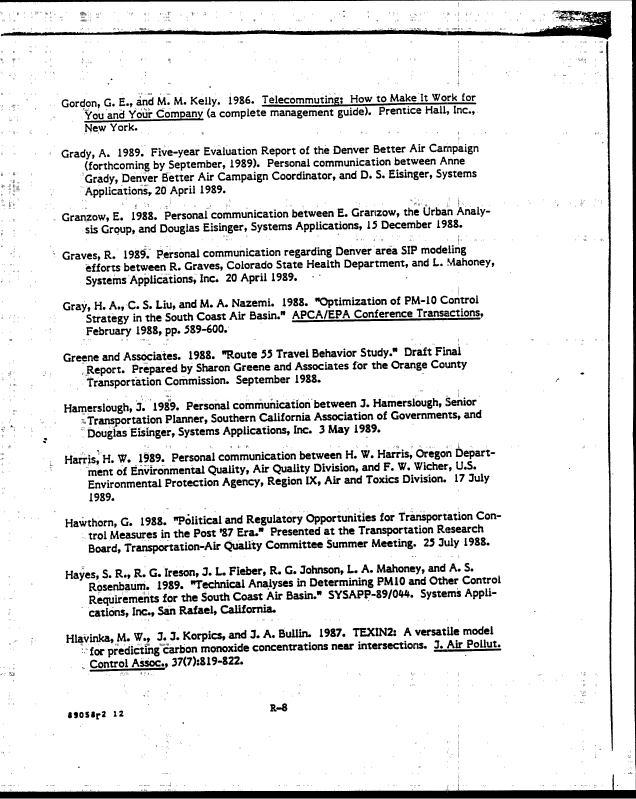 Gordon, G. E., and M. M. Kelly. 1986. Telecommuting: How to Make It Work for
You and Your Company (a complete management guide). Prentice Hall, Inc.,
New York.
Grady, A. 1989. Five-year Evaluation Report of the Denver Better Air Campaign
(forthcoming by September, 1989). Personal communication between Anne
Grady, Denver Better Air Campaign Coordinator, and D. S. Eisinger, Systems
Applications, 20 April 1989.
Granzow, E. 1988. Personal communication between E. Granzow, the Urban Analy-
sis Group, and Douglas Eisinger, Systems Applications, 15 December 1988.
Graves, R. 1989. Personal communication regarding Denver area SIP modeling
efforts between R. Graves, Colorado State Health Department, and L. Mahoney,
Systems Applications, Inc. 20 April 1989.
Gray, H. A., C. S. Liu, and M. A. Nazemi. 1988. "Optimization of PM-10 Control
Strategy in the South Coast Air Basin." APCA/EPA Conference Transactions,
February 1988, pp. 589-600.
Greene and Associates. 1988. "Route 55 Travel Behavior Study." Draft Final
Report. Prepared by Sharon Greene and Associates for the Orange County
Transportation Commission. September 1988.
Hamerslough, J. 1989. Personal communication between J. Hamerslough, Senior
Transportation Planner, Southern California Association of Governments, and
Douglas Eisinger, Systems Applications, Inc. 3 May 1989.
Harris, H. W. 1989. Personal communication between H. W. Harris, Oregon Depart-
ment of Environmental Quality, Air Quality Division, and F. W. Wicher, U.S.
Environmental Protection Agency, Region IX, Air and Toxics Division. 17 July
1989.
Hawthorn, G. 1988. "Political and Regulatory Opportunities for Transportation Con-
trol Measures in the Post '87 Era." Presented at the Transportation Research
Board, Transportation-Air Quality Committee Summer Meeting. 25 July 1988.
Hayes, S. R., R. G. Ireson, J. L. Fieber, R. G. Johnson, L. A. Mahoney, and A. S.
Rosenbaum. 1989. "Technical Analyses in Determining PM10 and Other Control
Requirements for the South Coast Air Basin." SYSAPP-89/044. Systems Appli-
cations, Inc., San Rafael, California.
Hlavinka, M. W., J. J. Korpics, and J. A. Bullin. 1987. TEXIN2: A versatile model
for predicting carbon monoxide concentrations near intersections. J. Air Pollut.
Control Assoc., 37(7):819-822.
89058r2 12
R-8